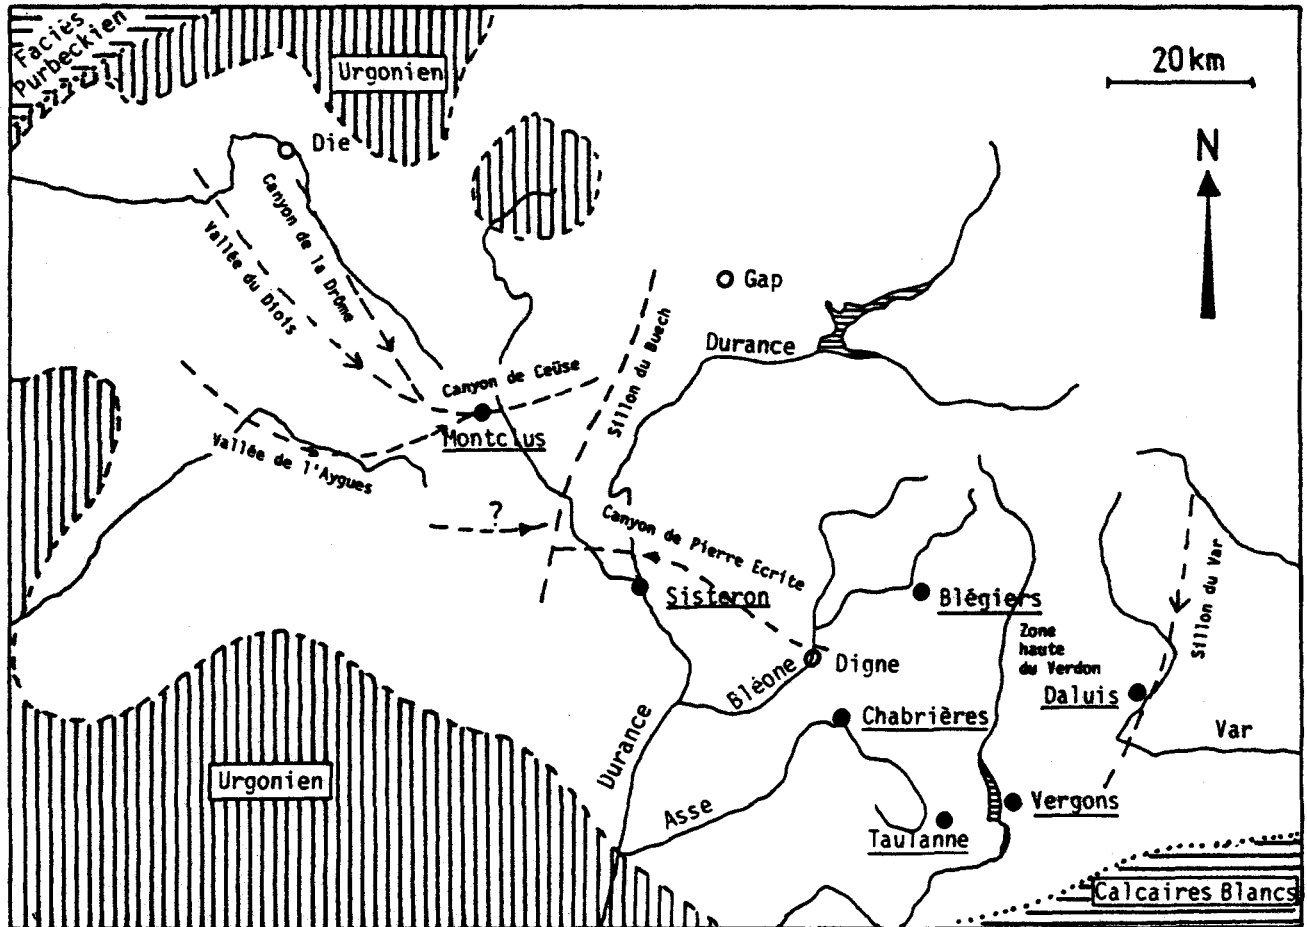 Faciès
Purbeckien
Urgonien
20 km
N
Die
Canyon de la Drôme
Vallée du Diois
Gap
Sillon du Buech
Durance
Canyon de Ceüse
Montclus
Vallée de l'Aygues
?
Canyon de Pierre Ecrite
Sisteron
Blégiers
Sillon du Var
Zone
haute
du Verdon
Bléone
Digne
Daluis
Chabrières
Var
Durance
Urgonien
Asse
Vergons
Taulanne
Calcaires Blancs